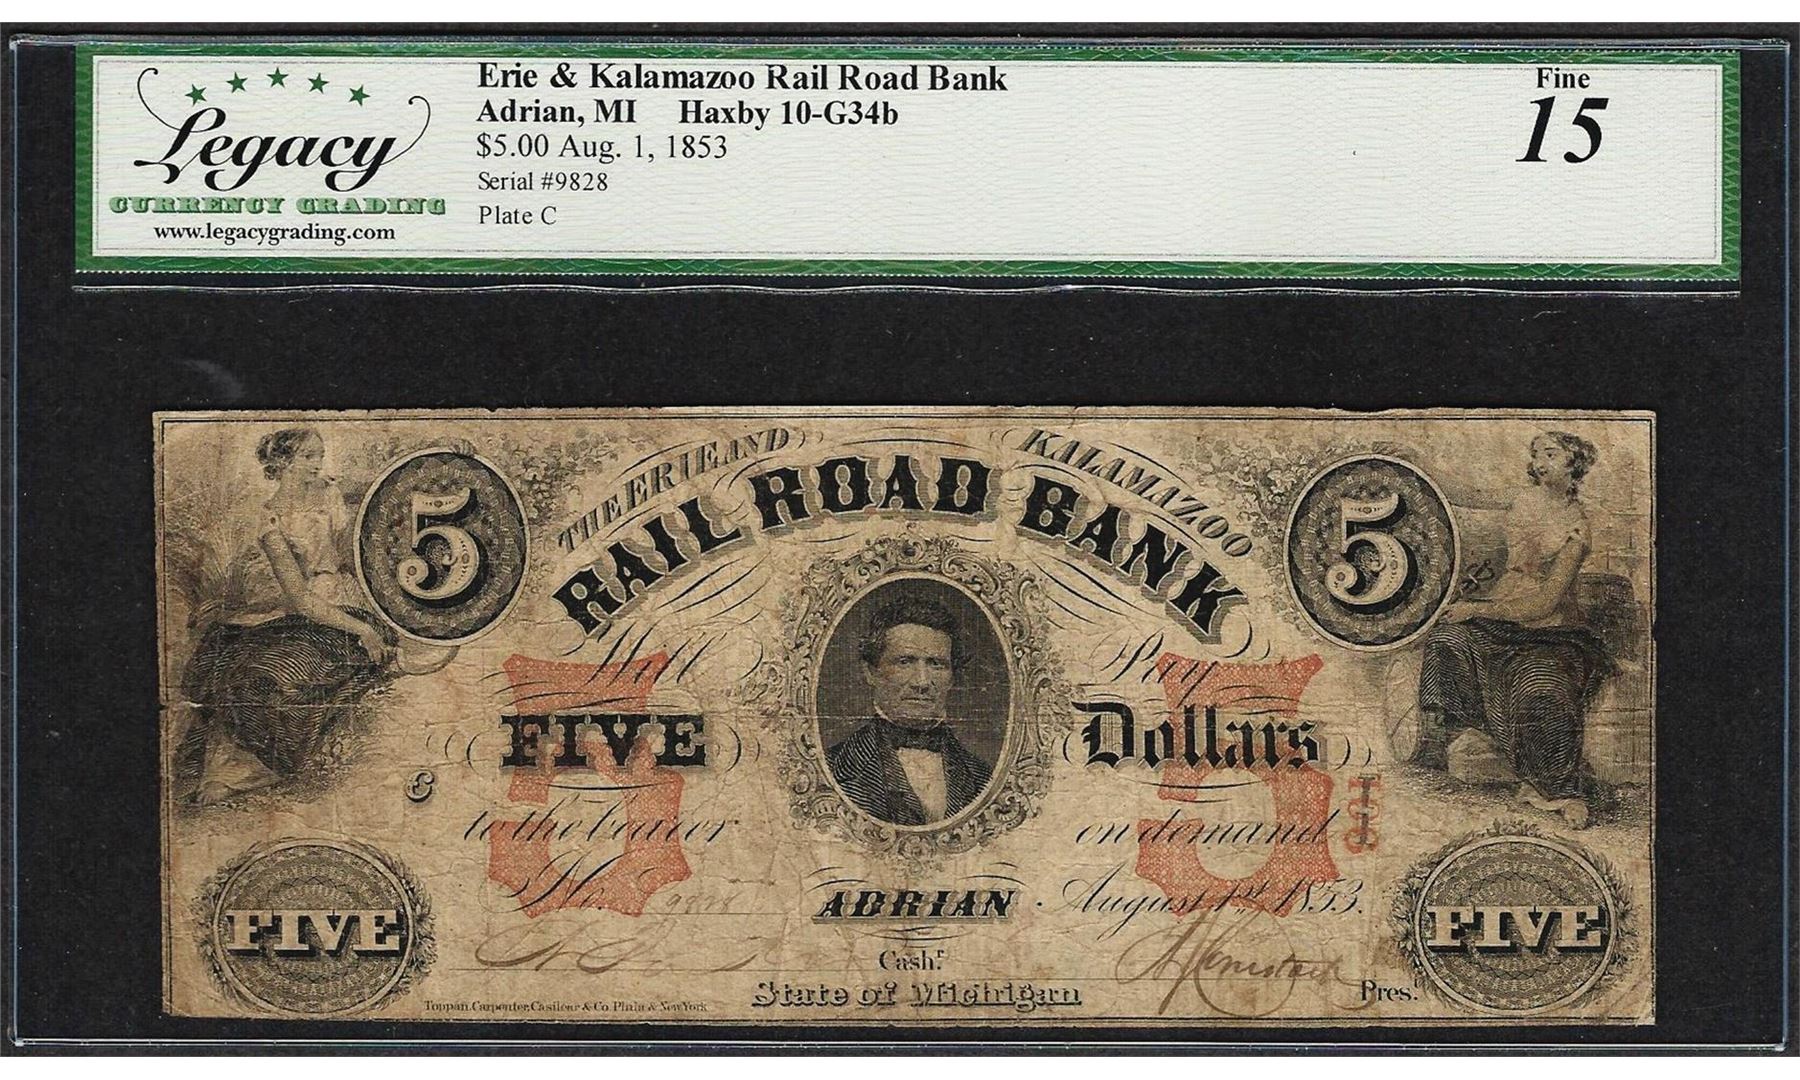 Legacy
CURRENCY GRADING
www.legacygrading.com
Erie & Kalamazoo Rail Road Bank
Adrian, MI Haxby 10-G34b
$5.00 Aug. 1, 1853
Serial #9828
Plate C
Fine
15
5
THE ERIE AND KALAMAZOO
5
RAIL ROAD BANK
Will Pay
FIVE Dollars
to the bearer on demand
No. ADRIAN August 1st. 1853.
FIVE
FIVE
Cashr.
Pres.t
State of Michigan
Toppan, Carpenter, Casilear & Co. Phila & New York